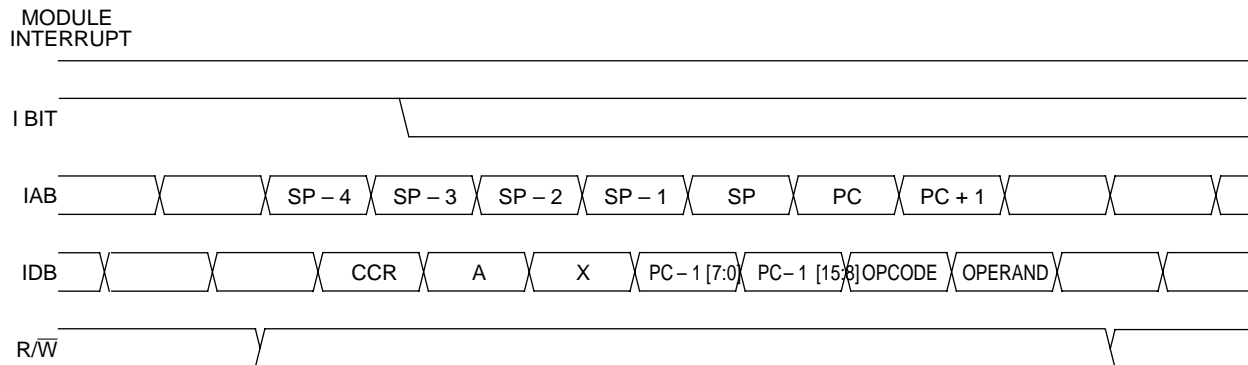 MODULE
INTERRUPT
I BIT
IAB SP – 4 SP – 3 SP – 2 SP – 1 SP PC PC + 1
IDB CCR A X PC – 1 [7:0] PC – 1 [15:8] OPCODE OPERAND
R/W̅